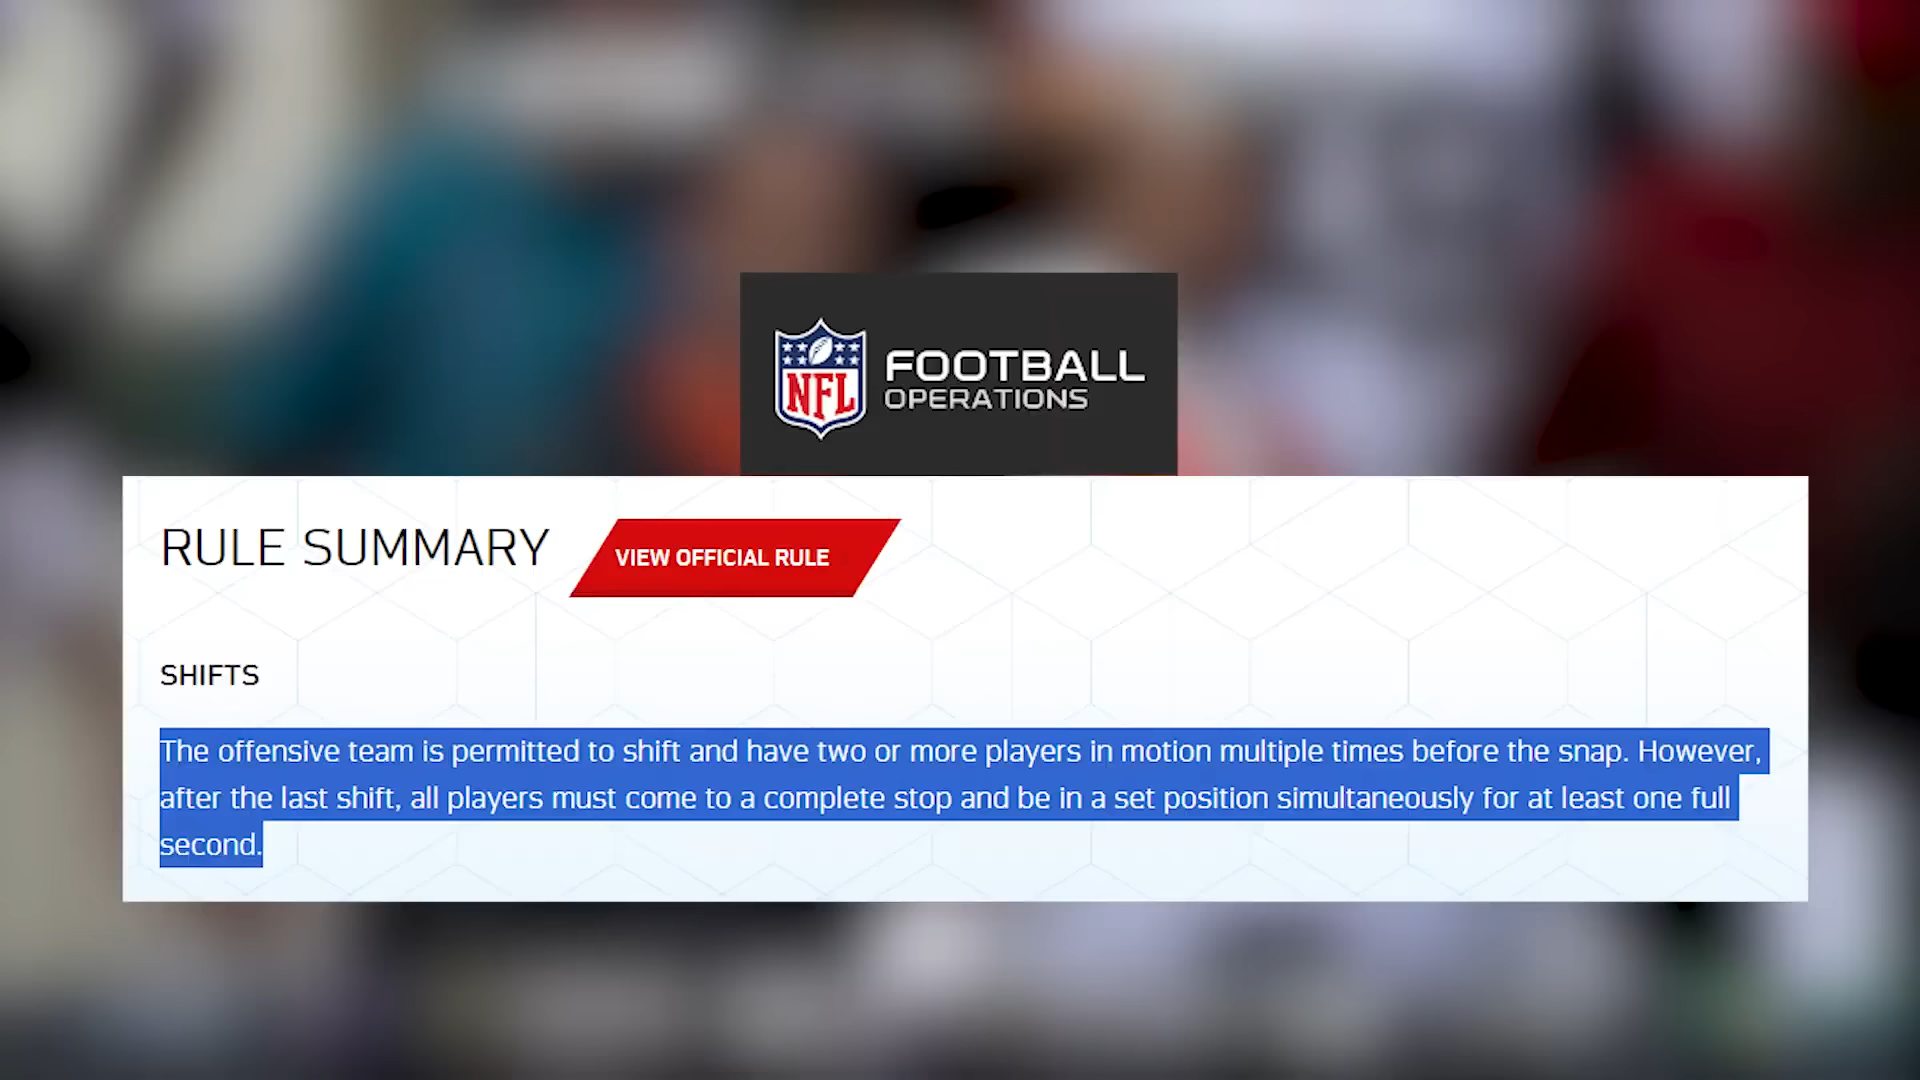 NFL
FOOTBALL
OPERATIONS
RULE SUMMARY
VIEW OFFICIAL RULE
SHIFTS
The offensive team is permitted to shift and have two or more players in motion multiple times before the snap. However,
after the last shift, all players must come to a complete stop and be in a set position simultaneously for at least one full
second.